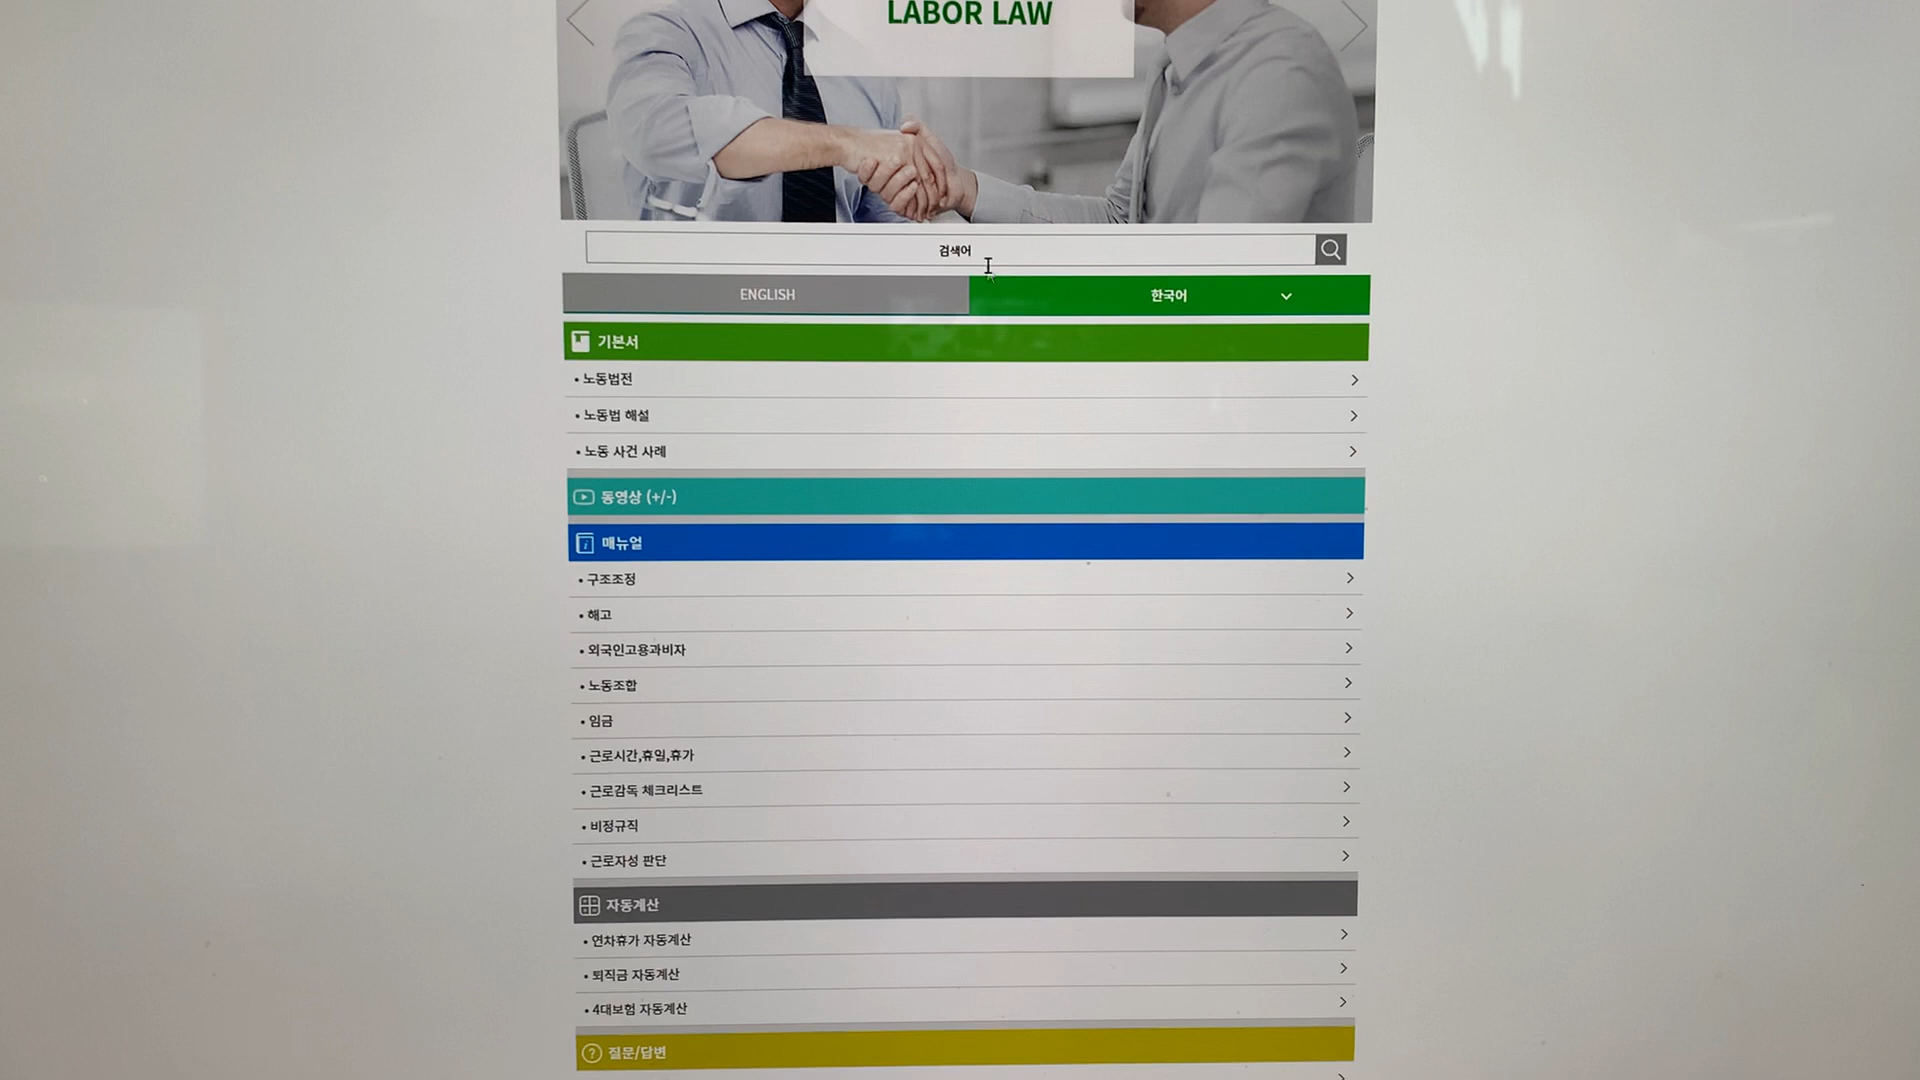 LABOR LAW
검색어
ENGLISH
한국어
기본서
• 노동법전
• 노동법 해설
• 노동 사건 사례
동영상 (+/-)
매뉴얼
• 구조조정
• 해고
• 외국인고용과비자
• 노동조합
• 임금
• 근로시간,휴일,휴가
• 근로감독 체크리스트
• 비정규직
• 근로자성 판단
자동계산
• 연차휴가 자동계산
• 퇴직금 자동계산
• 4대보험 자동계산
질문/답변